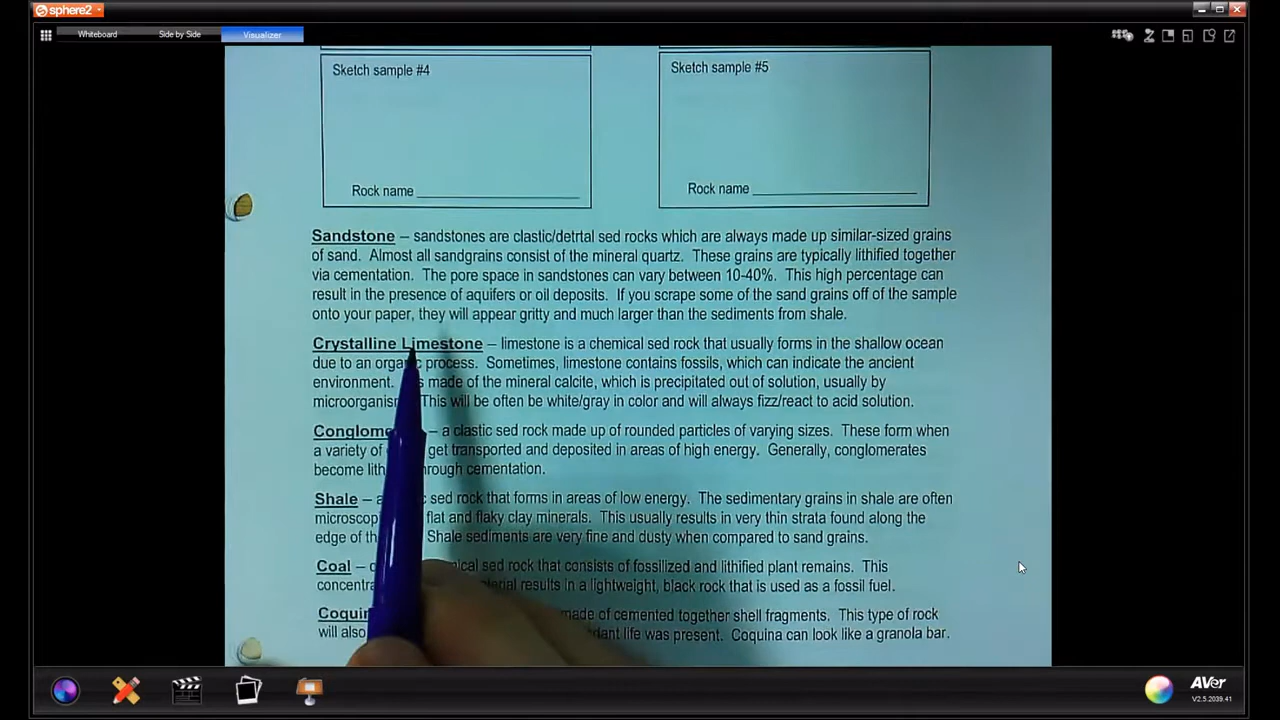 sphere2
Whiteboard Side by Side Visualizer
Sketch sample #4
Sketch sample #5
Rock name
Rock name
Sandstone – sandstones are clastic/detrtal sed rocks which are always made up similar-sized grains
of sand. Almost all sandgrains consist of the mineral quartz. These grains are typically lithified together
via cementation. The pore space in sandstones can vary between 10-40%. This high percentage can
result in the presence of aquifers or oil deposits. If you scrape some of the sand grains off of the sample
onto your paper, they will appear gritty and much larger than the sediments from shale.
Crystalline Limestone – limestone is a chemical sed rock that usually forms in the shallow ocean
due to an organic process. Sometimes, limestone contains fossils, which can indicate the ancient
environment. made of the mineral calcite, which is precipitated out of solution, usually by
This will be often be white/gray in color and will always fizz/react to acid solution.
– a clastic sed rock made up of rounded particles of varying sizes. These form when
a variety of get transported and deposited in areas of high energy. Generally, conglomerates
become through cementation.
Shale – sed rock that forms in areas of low energy. The sedimentary grains in shale are often
flat and flaky clay minerals. This usually results in very thin strata found along the
edge of Shale sediments are very fine and dusty when compared to sand grains.
Coal – sed rock that consists of fossilized and lithified plant remains. This
results in a lightweight, black rock that is used as a fossil fuel.
made of cemented together shell fragments. This type of rock
will also life was present. Coquina can look like a granola bar.
AVer
V2.5.2039.41